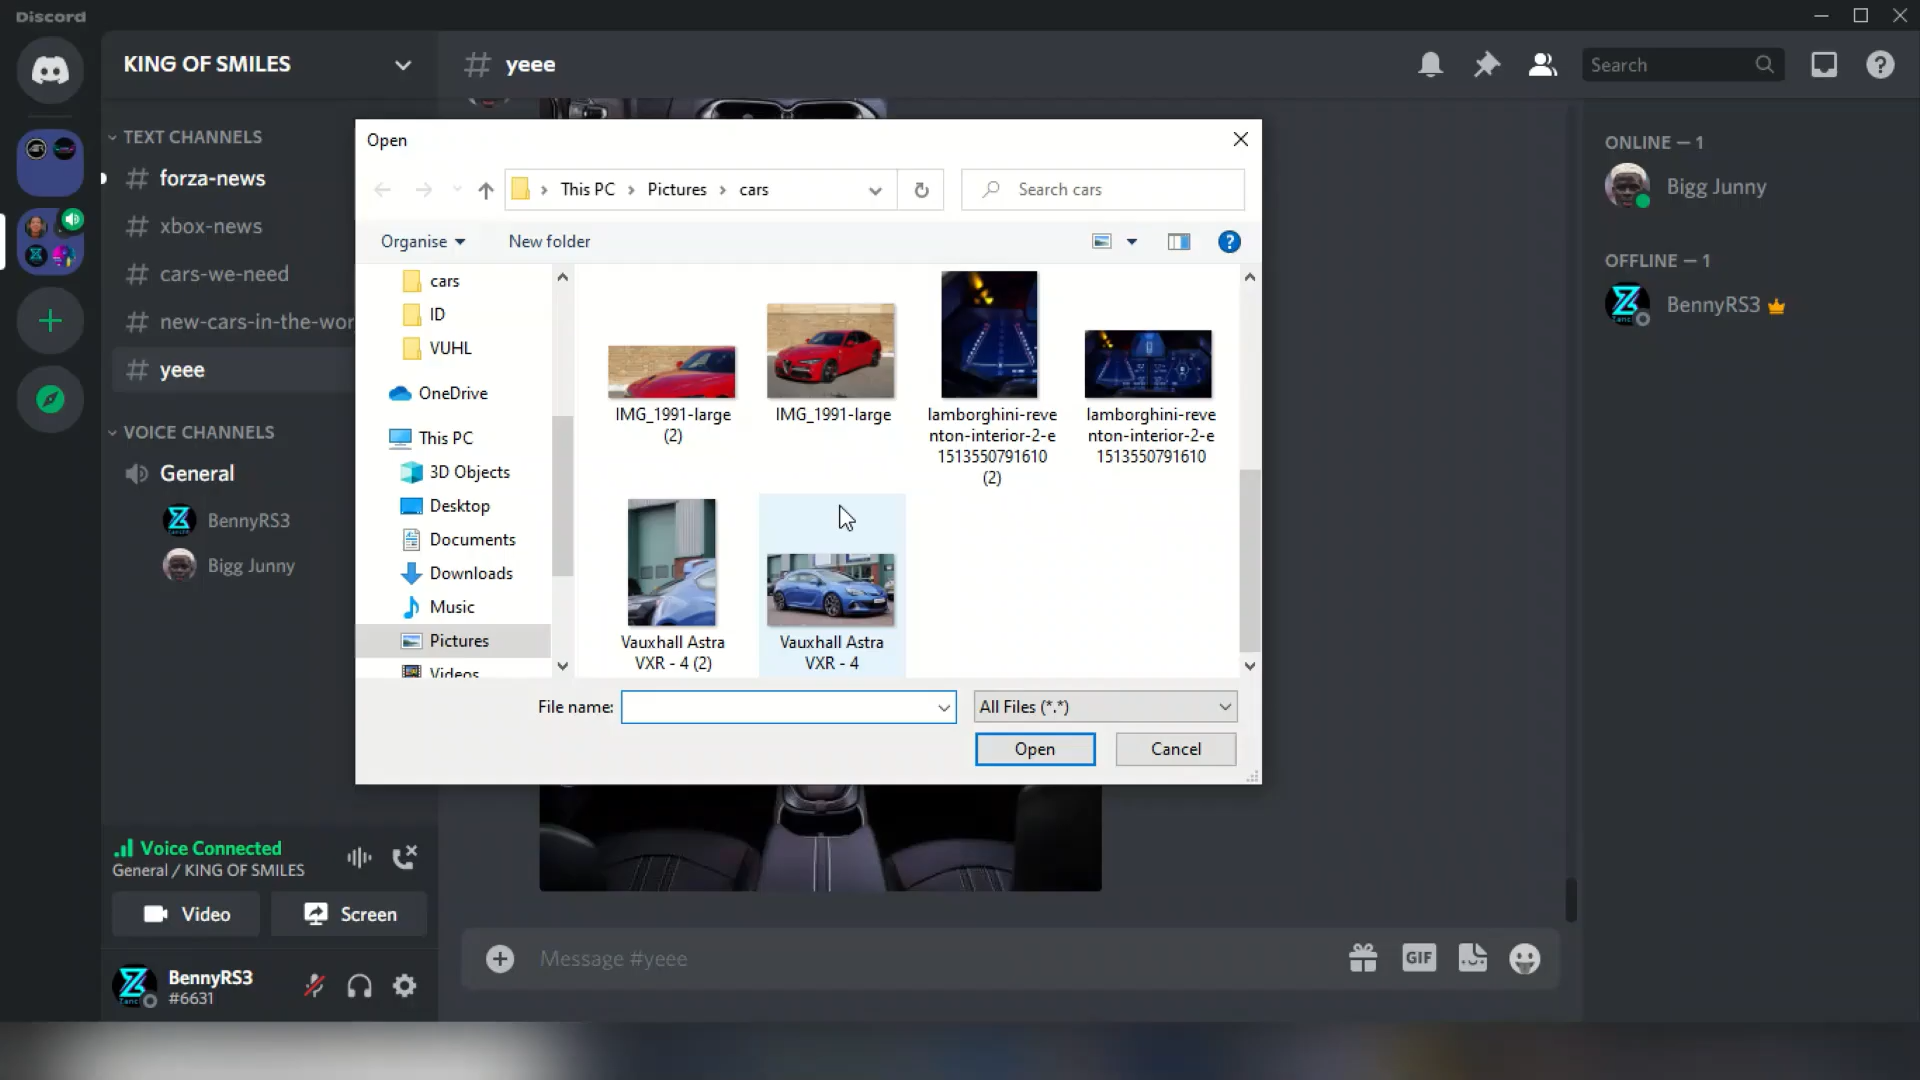 Discord
KING OF SMILES
# yeee
Search
TEXT CHANNELS
# forza-news
# xbox-news
# cars-we-need
# new-cars-in-the-wor
# yeee
VOICE CHANNELS
General
BennyRS3
Bigg Junny
Voice Connected
General / KING OF SMILES
Video
Screen
BennyRS3
#6631
Open
This PC
Pictures
cars
Search cars
Organise
New folder
cars
ID
VUHL
OneDrive
This PC
3D Objects
Desktop
Documents
Downloads
Music
Pictures
Videos
IMG_1991-large
(2)
IMG_1991-large
lamborghini-reve
nton-interior-2-e
1513550791610
(2)
lamborghini-reve
nton-interior-2-e
1513550791610
Vauxhall Astra
VXR - 4 (2)
Vauxhall Astra
VXR - 4
File name:
All Files (*.*)
Open
Cancel
Message #yeee
GIF
ONLINE — 1
Bigg Junny
OFFLINE — 1
BennyRS3